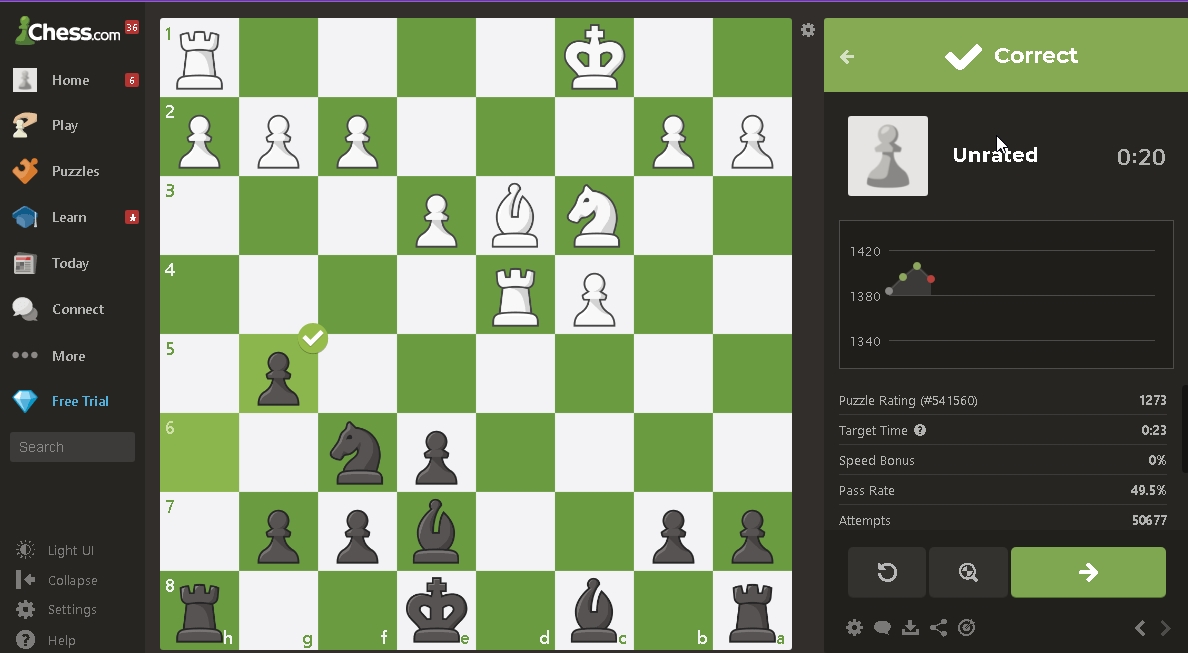 Chess.com 36
Home 6
Play
Puzzles
Learn
Today
Connect
More
Free Trial
Search
Light UI
Collapse
Settings
Help
1
2
3
4
5
6
7
8
h g f e d c b a
Correct
Unrated 0:20
1420
1380
1340
Puzzle Rating (#541560) 1273
Target Time ? 0:23
Speed Bonus 0%
Pass Rate 49.5%
Attempts 50677